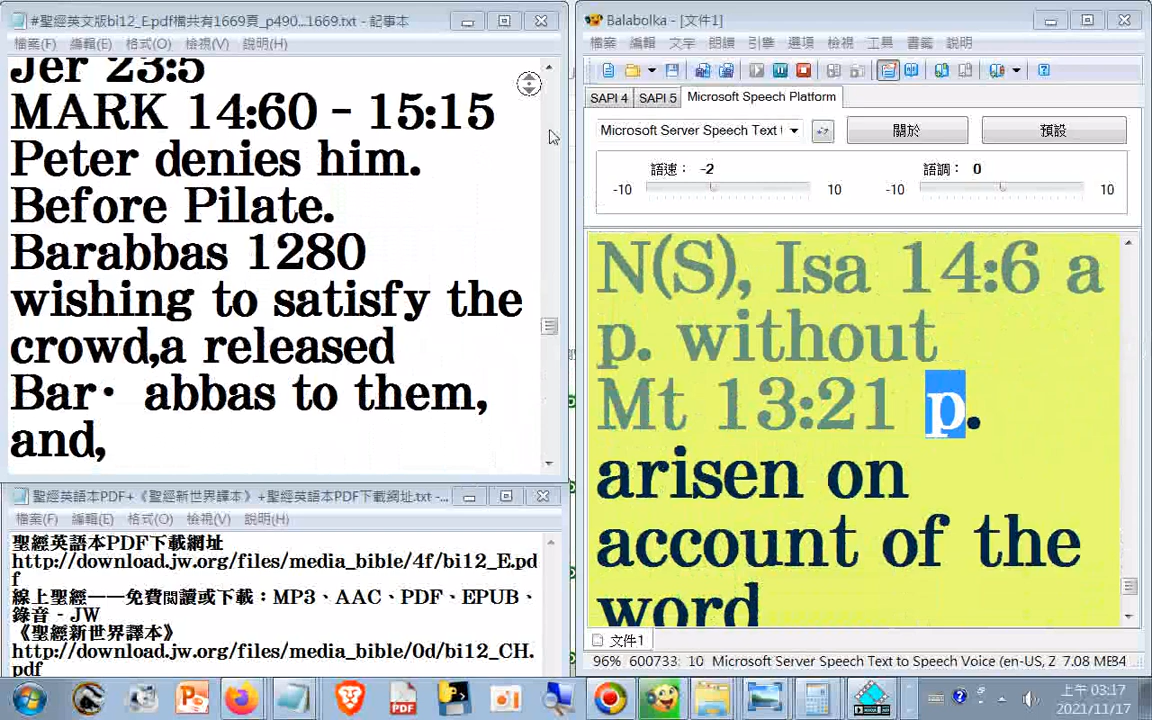 #聖經英文版bi12_E.pdf檔共有1669頁_p490...1669.txt - 記事本
檔案(F) 編輯(E) 格式(O) 檢視(V) 說明(H)
Jer 23:5
MARK 14:60 - 15:15
Peter denies him.
Before Pilate.
Barabbas 1280
wishing to satisfy the
crowd,a released
Bar· abbas to them,
and,
聖經英語本PDF+《聖經新世界譯本》+聖經英語本PDF下載網址.txt -...
檔案(F) 編輯(E) 格式(O) 檢視(V) 說明(H)
聖經英語本PDF下載網址
http://download.jw.org/files/media_bible/4f/bi12_E.pd
f
線上聖經——免費閱讀或下載：MP3、AAC、PDF、EPUB、
錄音 - JW
《聖經新世界譯本》
http://download.jw.org/files/media_bible/0d/bi12_CH.
pdf
Balabolka - [文件1]
檔案 編輯 文字 朗讀 引擎 選項 檢視 工具 書籤 說明
SAPI 4 SAPI 5 Microsoft Speech Platform
Microsoft Server Speech Text 關於 預設
語速： -2 語調： 0
-10 10 -10 10
N(S), Isa 14:6 a
p. without
Mt 13:21 p.
arisen on
account of the
word
文件1
96% 600733: 10 Microsoft Server Speech Text to Speech Voice (en-US, Z 7.08 MB
PDF
上午 03:17
2021/11/17